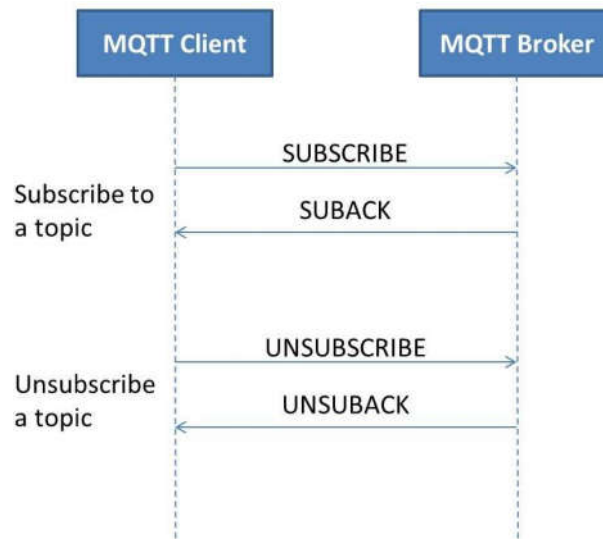 MQTT Client
MQTT Broker
SUBSCRIBE
Subscribe to
a topic
SUBACK
UNSUBSCRIBE
Unsubscribe
a topic
UNSUBACK